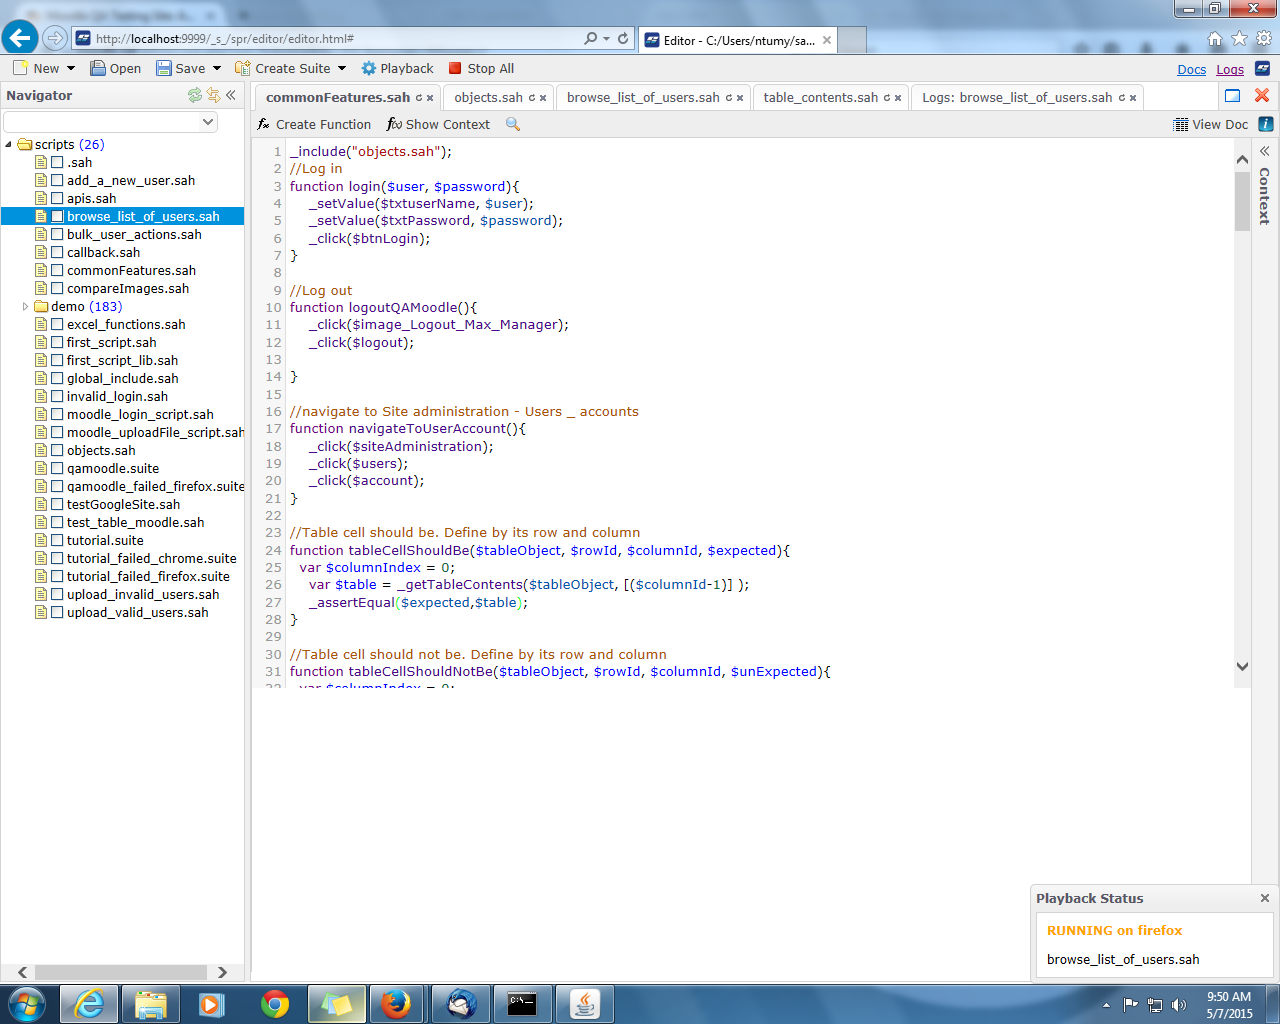 http://localhost:9999/_s_/spr/editor/editor.html#
Editor - C:/Users/ntumy/sa...
New
Open
Save
Create Suite
Playback
Stop All
Docs
Logs
Navigator
commonFeatures.sah
objects.sah
browse_list_of_users.sah
table_contents.sah
Logs: browse_list_of_users.sah
Create Function
Show Context
View Doc
scripts (26)
.sah
add_a_new_user.sah
apis.sah
browse_list_of_users.sah
bulk_user_actions.sah
callback.sah
commonFeatures.sah
compareImages.sah
demo (183)
excel_functions.sah
first_script.sah
first_script_lib.sah
global_include.sah
invalid_login.sah
moodle_login_script.sah
moodle_uploadFile_script.sah
objects.sah
qamoodle.suite
qamoodle_failed_firefox.suite
testGoogleSite.sah
test_table_moodle.sah
tutorial.suite
tutorial_failed_chrome.suite
tutorial_failed_firefox.suite
upload_invalid_users.sah
upload_valid_users.sah
1 _include("objects.sah");
2 //Log in
3 function login($user, $password){
4 _setValue($txtuserName, $user);
5 _setValue($txtPassword, $password);
6 _click($btnLogin);
7 }
8
9 //Log out
10 function logoutQAMoodle(){
11 _click($image_Logout_Max_Manager);
12 _click($logout);
13
14 }
15
16 //navigate to Site administration - Users _ accounts
17 function navigateToUserAccount(){
18 _click($siteAdministration);
19 _click($users);
20 _click($account);
21 }
22
23 //Table cell should be. Define by its row and column
24 function tableCellShouldBe($tableObject, $rowId, $columnId, $expected){
25 var $columnIndex = 0;
26 var $table = _getTableContents($tableObject, [($columnId-1)] );
27 _assertEqual($expected,$table);
28 }
29
30 //Table cell should not be. Define by its row and column
31 function tableCellShouldNotBe($tableObject, $rowId, $columnId, $unExpected){
32 var $columnIndex = 0;
Context
Playback Status
RUNNING on firefox
browse_list_of_users.sah
9:50 AM
5/7/2015